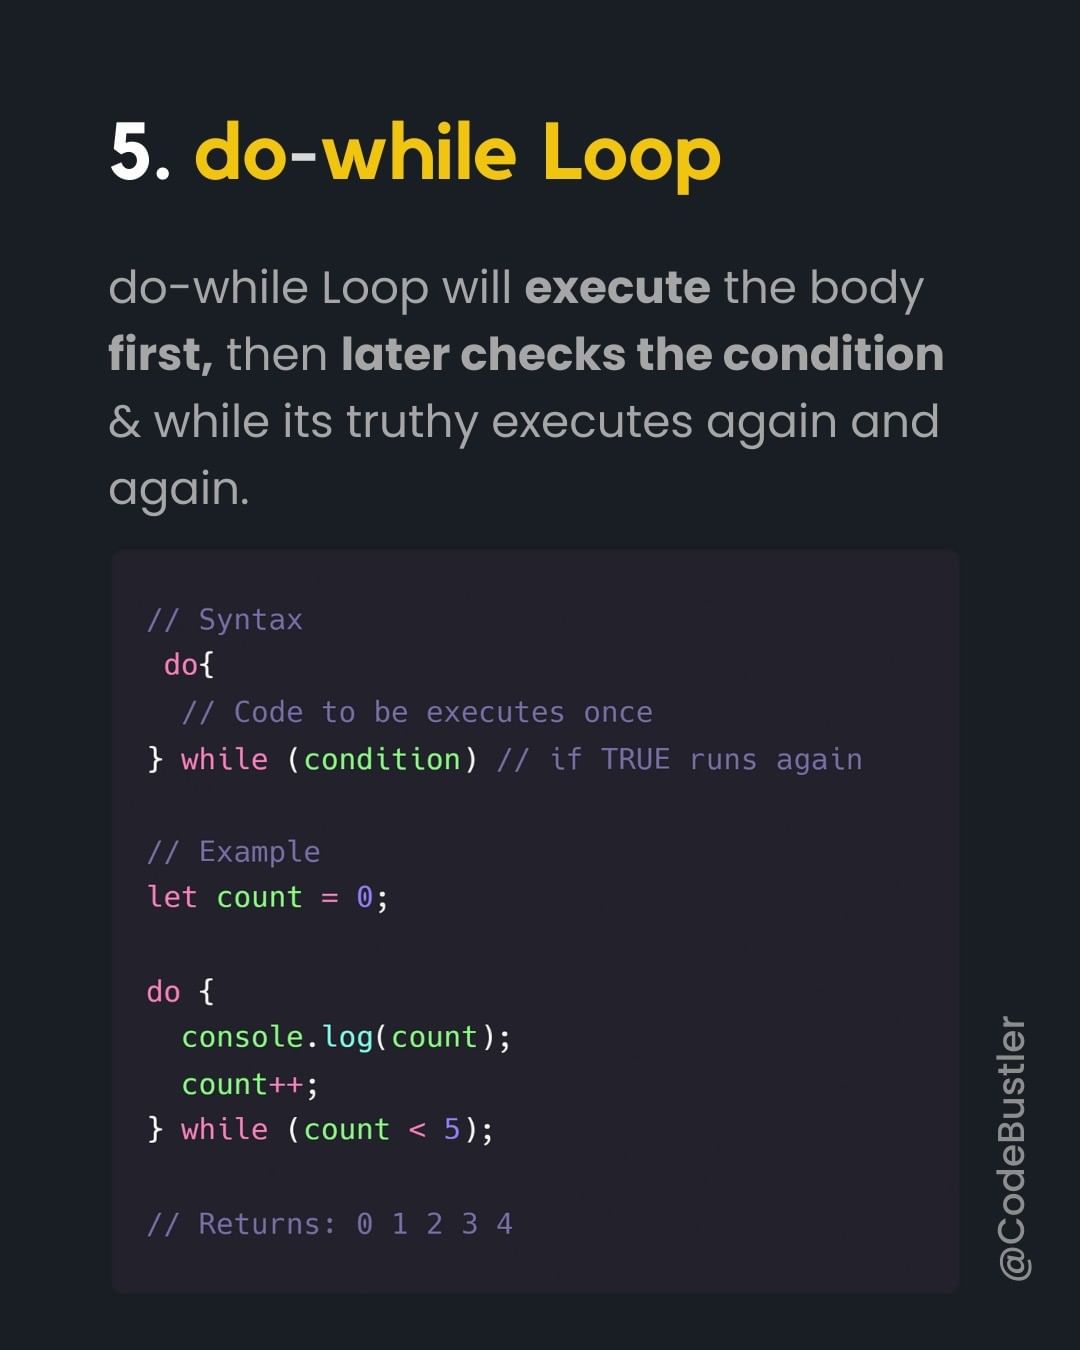 5. do-while Loop
do-while Loop will execute the body
first, then later checks the condition
& while its truthy executes again and
again.
// Syntax
do{
// Code to be executes once
} while (condition) // if TRUE runs again
// Example
let count = 0;
do {
console.log(count);
count++;
} while (count < 5);
// Returns: 0 1 2 3 4
@CodeBustler